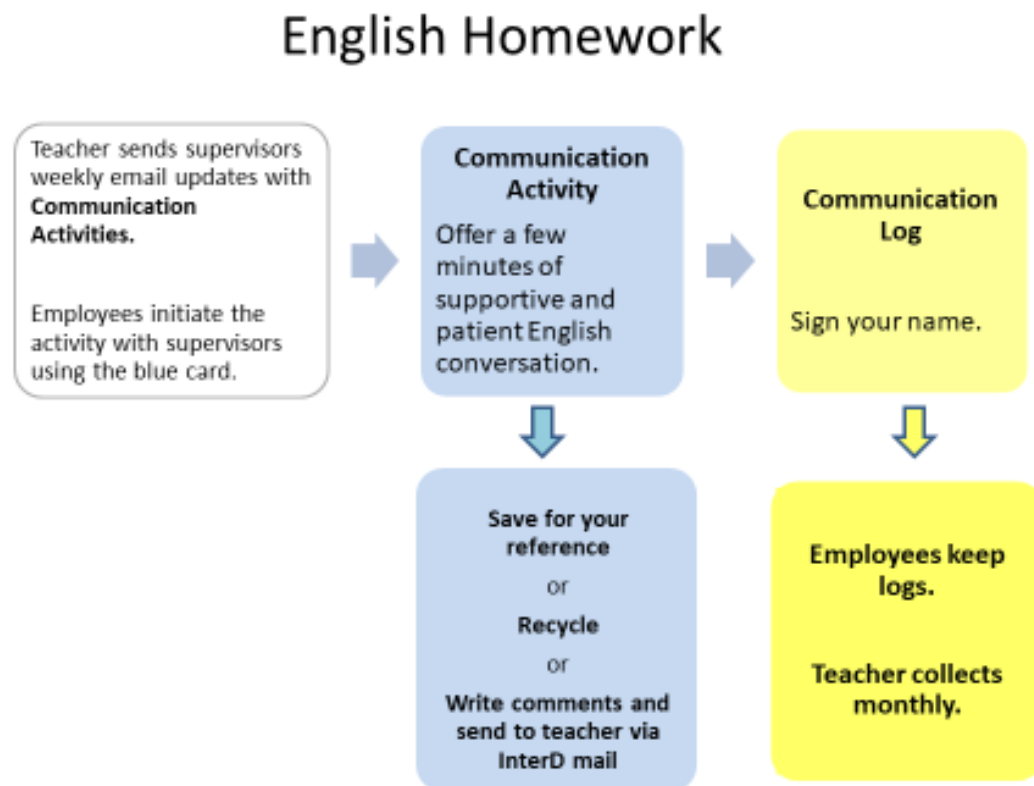 English Homework
Teacher sends supervisors
weekly email updates with
Communication
Activities.
Employees initiate the
activity with supervisors
using the blue card.
Communication
Activity
Offer a few
minutes of
supportive and
patient English
conversation.
Communication
Log
Sign your name.
Save for your
reference
or
Recycle
or
Write comments and
send to teacher via
InterD mail
Employees keep
logs.
Teacher collects
monthly.